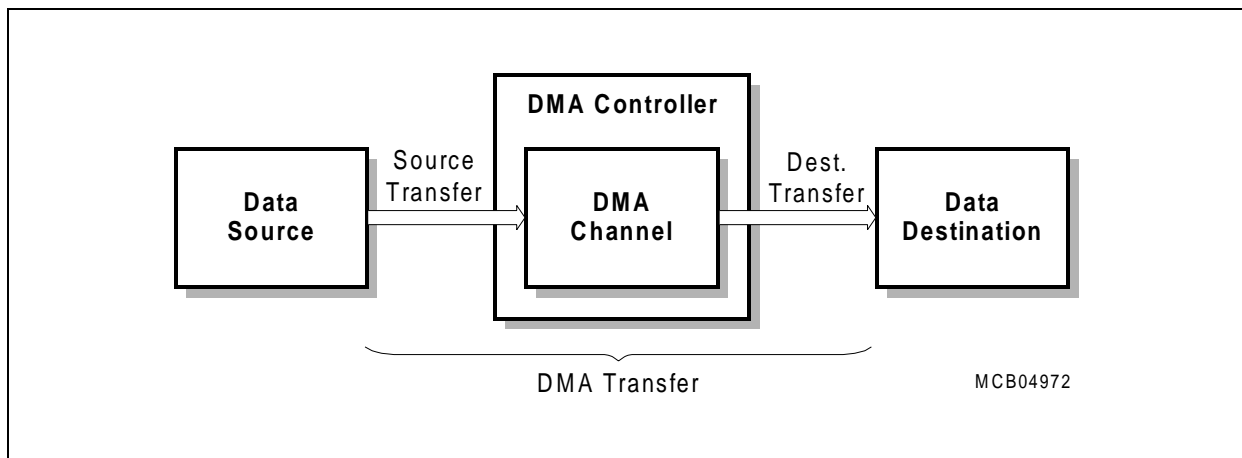 DMA Controller
Data
Source
Source
Transfer
DMA
Channel
Dest.
Transfer
Data
Destination
DMA Transfer
MCB04972